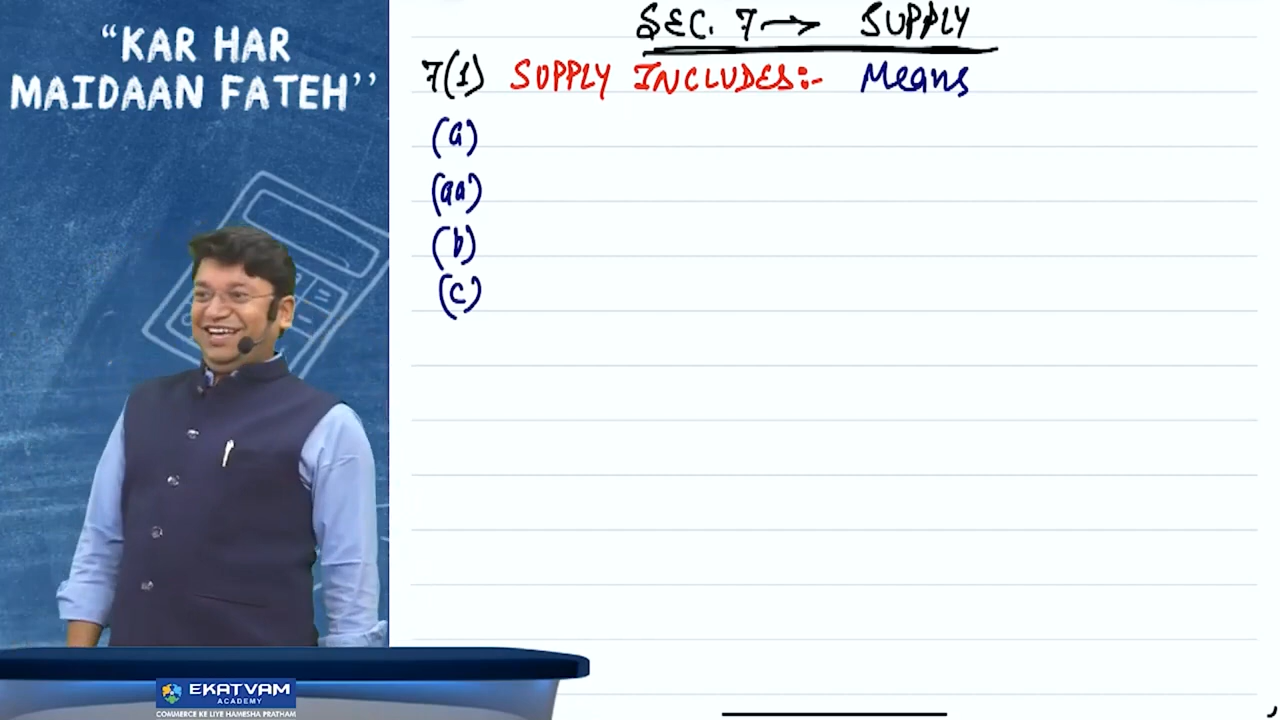 “KAR HAR
MAIDAAN FATEH’’
SEC. 7 → SUPPLY
7(1) SUPPLY INCLUDES:- Means
(a)
(aa)
(b)
(c)
EKATVAM
ACADEMY
COMMERCE KE LIYE HAMESHA PRATHAM